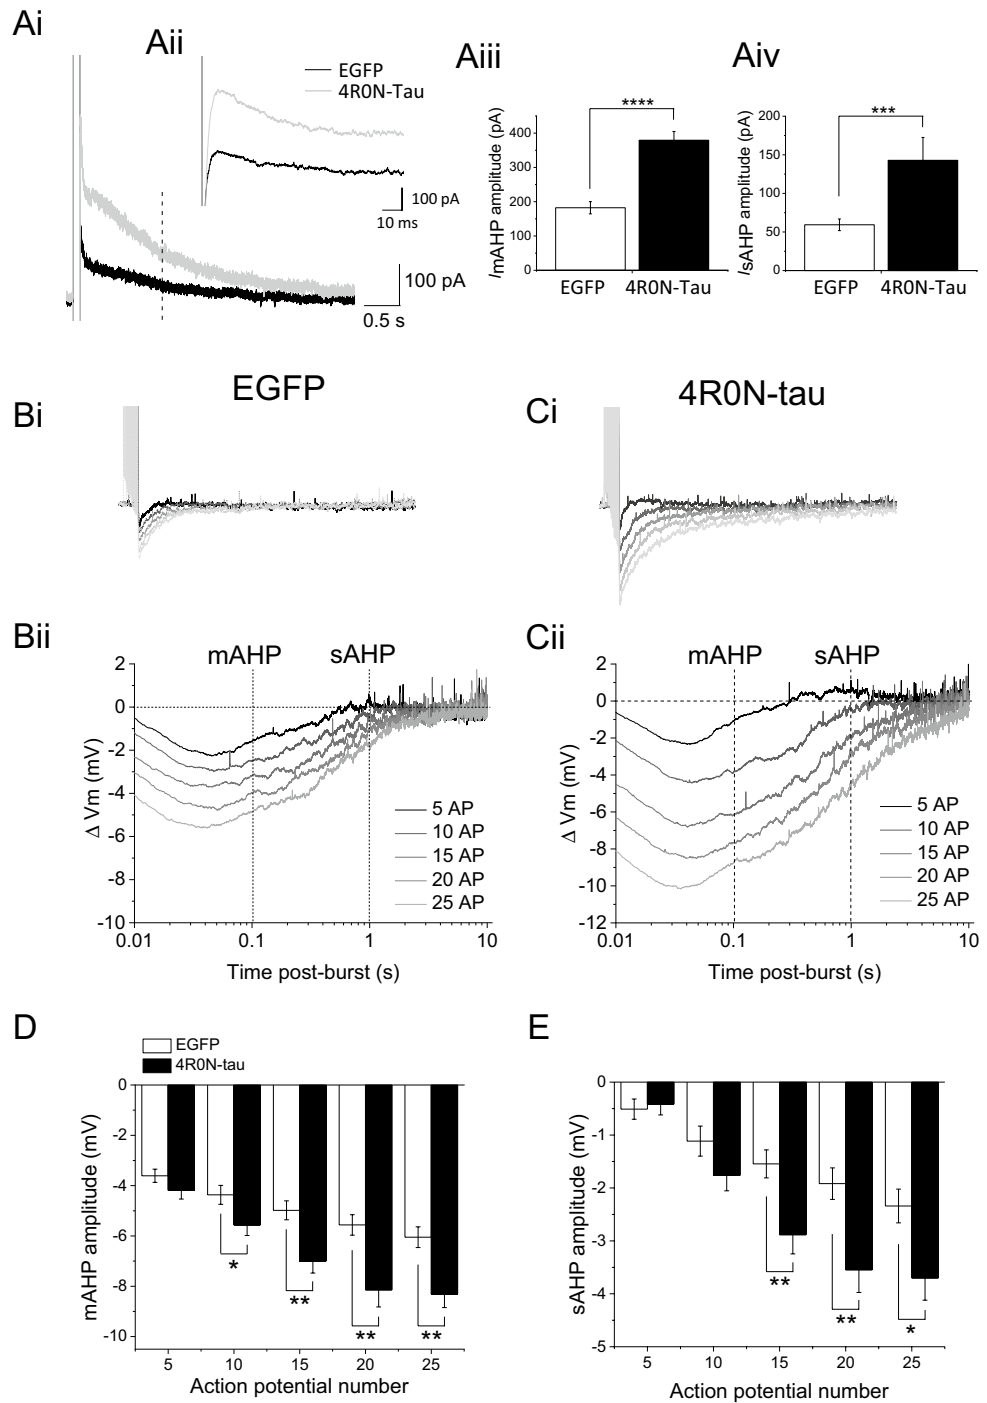 Ai
Aii
EGFP
4R0N-Tau
100 pA
10 ms
100 pA
0.5 s
Aiii
****
400
300
200
100
0
ImAHP amplitude (pA)
EGFP 4R0N-Tau
Aiv
***
200
150
100
50
0
IsAHP amplitude (pA)
EGFP 4R0N-Tau
EGFP
Bi
4R0N-tau
Ci
Bii
mAHP sAHP
2
0
-2
-4
-6
-8
-10
Δ Vm (mV)
5 AP
10 AP
15 AP
20 AP
25 AP
0.01 0.1 1 10
Time post-burst (s)
Cii
mAHP sAHP
2
0
-2
-4
-6
-8
-10
-12
Δ Vm (mV)
5 AP
10 AP
15 AP
20 AP
25 AP
0.01 0.1 1 10
Time post-burst (s)
D
EGFP
4R0N-tau
0
-2
-4
-6
-8
-10
mAHP amplitude (mV)
*
**
**
**
5 10 15 20 25
Action potential number
E
0
-1
-2
-3
-4
-5
sAHP amplitude (mV)
**
**
*
5 10 15 20 25
Action potential number